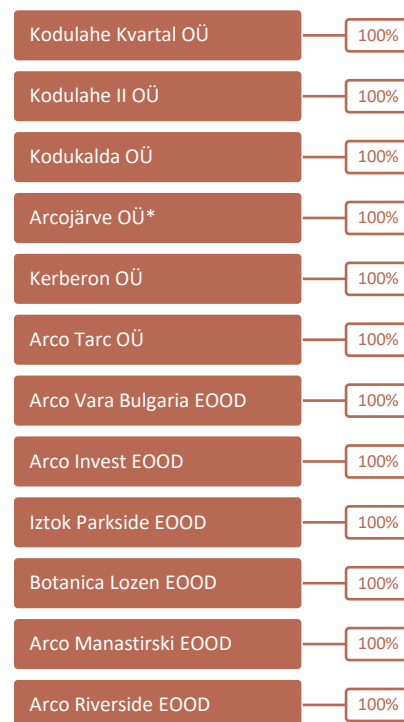 Kodulahe Kvartal OÜ 100%
Kodulahe II OÜ 100%
Kodukalda OÜ 100%
Arcojärve OÜ* 100%
Kerberon OÜ 100%
Arco Tarc OÜ 100%
Arco Vara Bulgaria EOOD 100%
Arco Invest EOOD 100%
Iztok Parkside EOOD 100%
Botanica Lozen EOOD 100%
Arco Manastirski EOOD 100%
Arco Riverside EOOD 100%